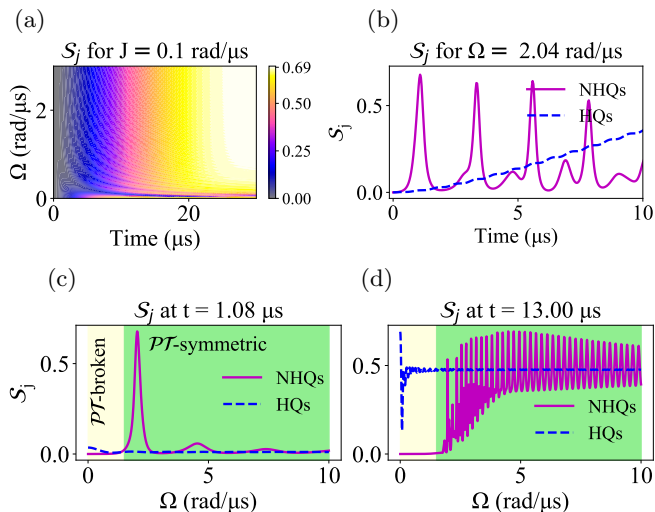 (a)
𝒮j for J = 0.1 rad/μs
Ω (rad/μs)
2
0
0
20
Time (μs)
0.69
0.60
0.40
0.25
0.00
(b)
𝒮j for Ω = 2.04 rad/μs
𝒮j
0.5
0.0
0
5
10
Time (μs)
NHQs
HQs
(c)
𝒮j at t = 1.08 μs
𝒮j
0.5
0.0
0
5
10
Ω (rad/μs)
𝒫𝒯-broken
𝒫𝒯-symmetric
NHQs
HQs
(d)
𝒮j at t = 13.00 μs
0.5
0.0
0
5
10
Ω (rad/μs)
NHQs
HQs